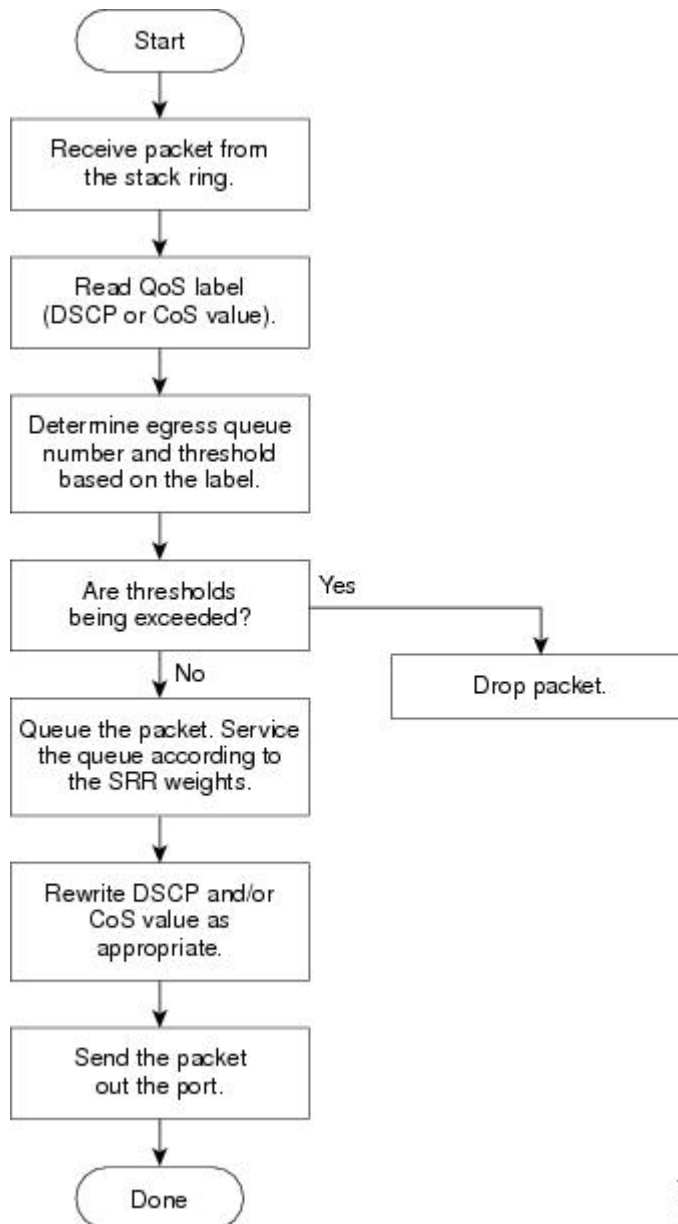 Start
Receive packet from
the stack ring.
Read QoS label
(DSCP or CoS value).
Determine egress queue
number and threshold
based on the label.
Are thresholds
being exceeded?
Yes
No
Drop packet.
Queue the packet. Service
the queue according to
the SRR weights.
Rewrite DSCP and/or
CoS value as
appropriate.
Send the packet
out the port.
Done